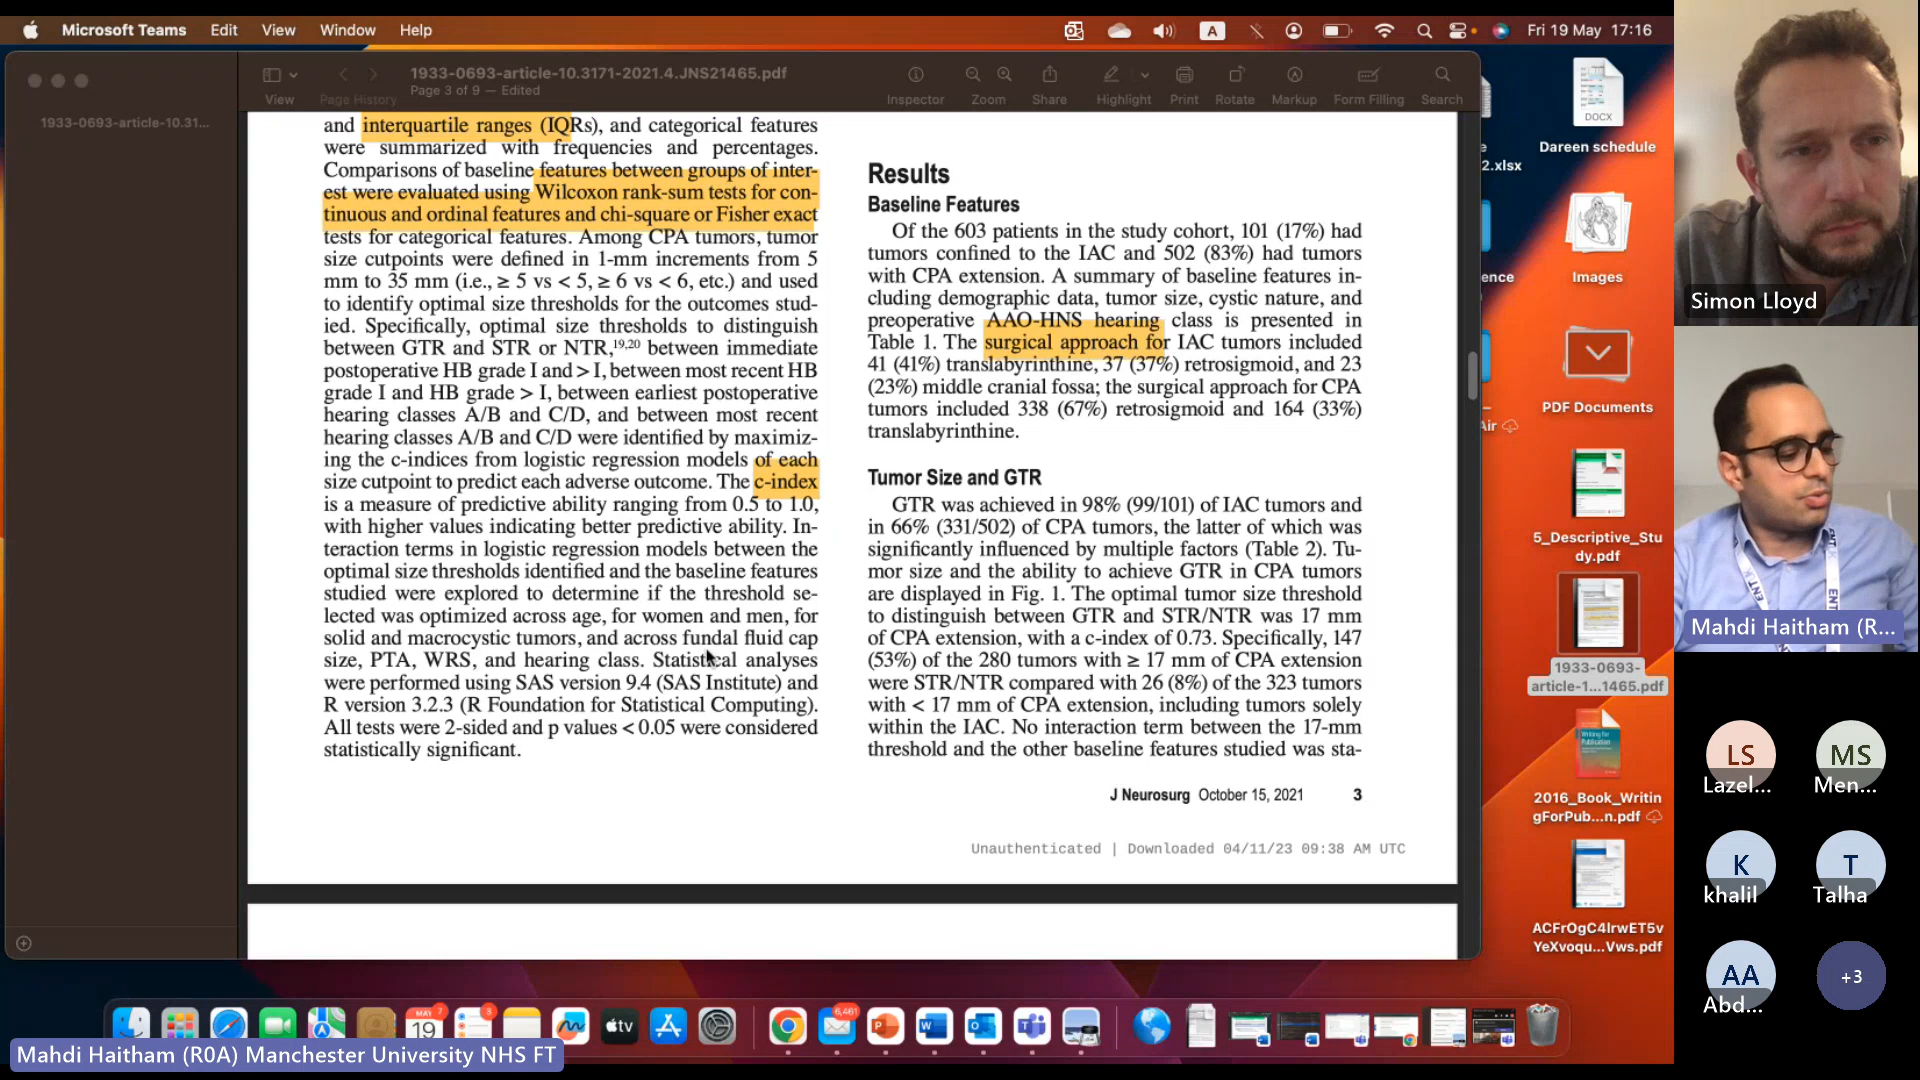 Microsoft Teams Edit View Window Help
A
Fri 19 May 17:16
1933-0693-article-10.3171-2021.4.JNS21465.pdf
Page 3 of 9 — Edited
View
Page History
Inspector
Zoom
Share
Highlight
Print
Rotate
Markup
Form Filling
Search
1933-0693-article-10.31...
and interquartile ranges (IQRs), and categorical features
were summarized with frequencies and percentages.
Comparisons of baseline features between groups of inter-
est were evaluated using Wilcoxon rank-sum tests for con-
tinuous and ordinal features and chi-square or Fisher exact
tests for categorical features. Among CPA tumors, tumor
size cutpoints were defined in 1-mm increments from 5
mm to 35 mm (i.e., ≥ 5 vs < 5, ≥ 6 vs < 6, etc.) and used
to identify optimal size thresholds for the outcomes stud-
ied. Specifically, optimal size thresholds to distinguish
between GTR and STR or NTR,19,20 between immediate
postoperative HB grade I and > I, between most recent HB
grade I and HB grade > I, between earliest postoperative
hearing classes A/B and C/D, and between most recent
hearing classes A/B and C/D were identified by maximiz-
ing the c-indices from logistic regression models of each
size cutpoint to predict each adverse outcome. The c-index
is a measure of predictive ability ranging from 0.5 to 1.0,
with higher values indicating better predictive ability. In-
teraction terms in logistic regression models between the
optimal size thresholds identified and the baseline features
studied were explored to determine if the threshold se-
lected was optimized across age, for women and men, for
solid and macrocystic tumors, and across fundal fluid cap
size, PTA, WRS, and hearing class. Statistical analyses
were performed using SAS version 9.4 (SAS Institute) and
R version 3.2.3 (R Foundation for Statistical Computing).
All tests were 2-sided and p values < 0.05 were considered
statistically significant.
Results
Baseline Features
Of the 603 patients in the study cohort, 101 (17%) had
tumors confined to the IAC and 502 (83%) had tumors
with CPA extension. A summary of baseline features in-
cluding demographic data, tumor size, cystic nature, and
preoperative AAO-HNS hearing class is presented in
Table 1. The surgical approach for IAC tumors included
41 (41%) translabyrinthine, 37 (37%) retrosigmoid, and 23
(23%) middle cranial fossa; the surgical approach for CPA
tumors included 338 (67%) retrosigmoid and 164 (33%)
translabyrinthine.
Tumor Size and GTR
GTR was achieved in 98% (99/101) of IAC tumors and
in 66% (331/502) of CPA tumors, the latter of which was
significantly influenced by multiple factors (Table 2). Tu-
mor size and the ability to achieve GTR in CPA tumors
are displayed in Fig. 1. The optimal tumor size threshold
to distinguish between GTR and STR/NTR was 17 mm
of CPA extension, with a c-index of 0.73. Specifically, 147
(53%) of the 280 tumors with ≥ 17 mm of CPA extension
were STR/NTR compared with 26 (8%) of the 323 tumors
with < 17 mm of CPA extension, including tumors solely
within the IAC. No interaction term between the 17-mm
threshold and the other baseline features studied was sta-
J Neurosurg October 15, 2021 3
Unauthenticated | Downloaded 04/11/23 09:38 AM UTC
2.xlsx
ence
Air
DOCX
Dareen schedule
Images
PDF Documents
5_Descriptive_Stu
dy.pdf
1933-0693-
article-1...1465.pdf
Writing for
Publication
2016_Book_Writin
gForPub...n.pdf
ACFrOgC4IrwET5v
YeXvoqu...Vws.pdf
Simon Lloyd
ENT
Mahdi Haitham (R...
LS
Lazel...
MS
Men...
K
khalil
T
Talha
AA
Abd...
+3
MAY
19
7
8
tv
6,461
Mahdi Haitham (R0A) Manchester University NHS FT